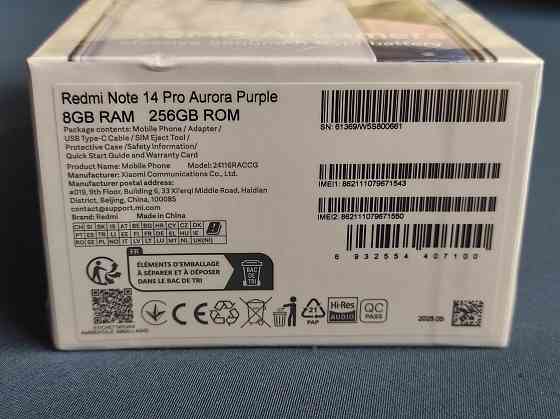 Redmi Note 14 Pro Aurora Purple
8GB RAM 256GB ROM
Package contents: Mobile Phone / Adapter /
USB Type-C Cable / SIM Eject Tool /
Protective Case /Safety Information/
Quick Start Guide and Warranty Card
Product Name: Mobile Phone Model: 24116RACCG
Manufacturer: Xiaomi Communications Co., Ltd.
Manufacturer postal address:
#019, 9th Floor, Building 6, 33 Xi'erqi Middle Road, Haidian
District, Beijing, China, 100085
contact@support.mi.com
Brand: Redmi Made in China
SN: 61369/W5S800661
IMEI1: 862111079671543
IMEI2: 862111079671550
6 932554 407100
FR
ÉLÉMENTS D'EMBALLAGE
À SÉPARER ET À DÉPOSER
DANS LE BAC DE TRI
BAC
DE
TRI
CE
21
PAP
Hi-Res
AUDIO
QC
PASS